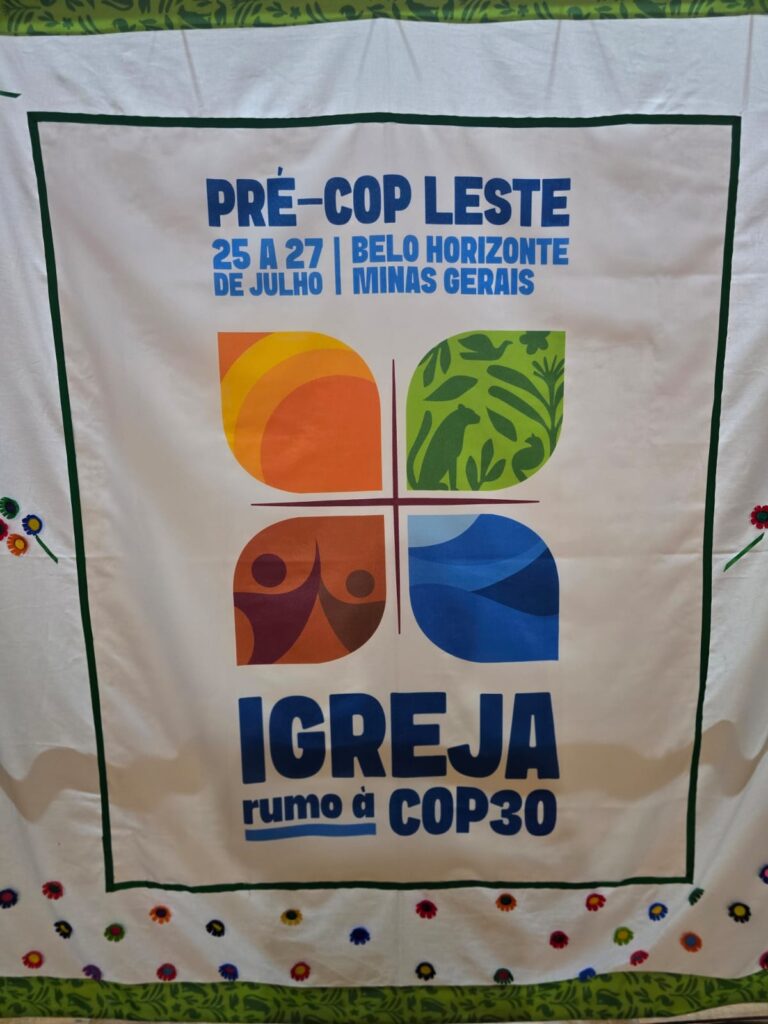 PRÉ-COP LESTE
25 A 27
DE JULHO
BELO HORIZONTE
MINAS GERAIS
IGREJA
rumo à COP30